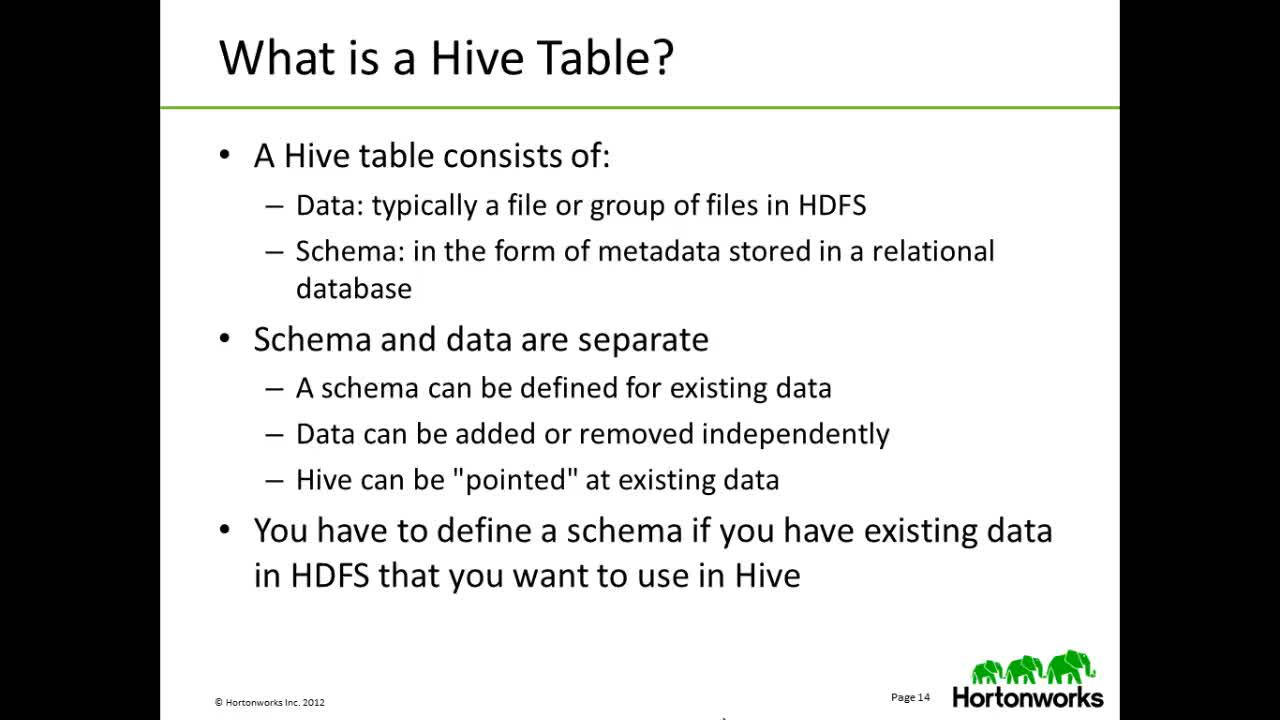 What is a Hive Table?
• A Hive table consists of:
– Data: typically a file or group of files in HDFS
– Schema: in the form of metadata stored in a relational
database
• Schema and data are separate
– A schema can be defined for existing data
– Data can be added or removed independently
– Hive can be "pointed" at existing data
• You have to define a schema if you have existing data
in HDFS that you want to use in Hive
© Hortonworks Inc. 2012
Page 14
Hortonworks